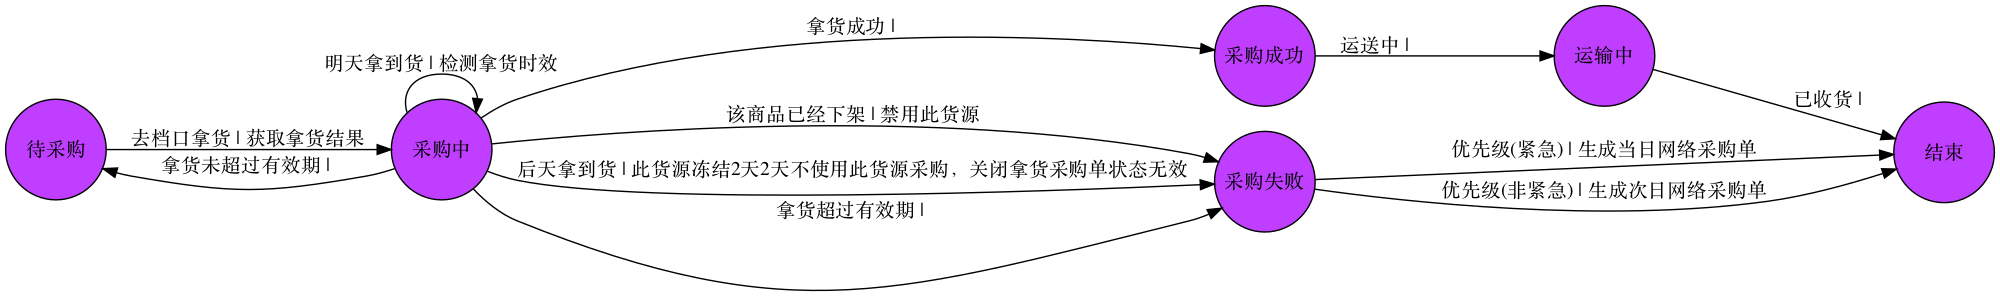 待采购
去档口拿货 | 获取拿货结果
拿货未超过有效期 |
采购中
明天拿到货 | 检测拿货时效
拿货成功 |
该商品已经下架 | 禁用此货源
后天拿到货 | 此货源冻结2天2天不使用此货源采购，关闭拿货采购单状态无效
拿货超过有效期 |
采购成功
运送中 |
运输中
已收货 |
采购失败
优先级(紧急) | 生成当日网络采购单
优先级(非紧急) | 生成次日网络采购单
结束